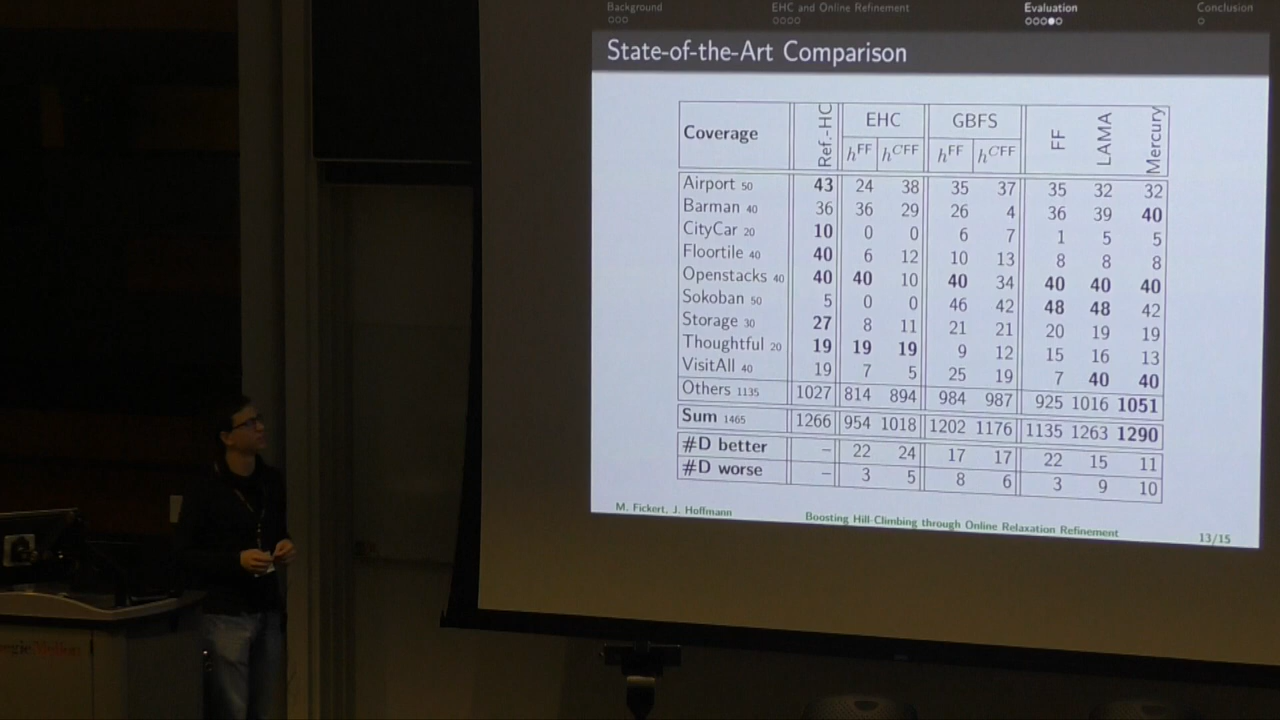 Background EHC and Online Refinement Evaluation Conclusion
State-of-the-Art Comparison
Coverage Ref.-HC EHC GBFS FF LAMA Mercury
hFF hCFF hFF hCFF
Airport 50 43 24 38 35 37 35 32 32
Barman 40 36 36 29 26 4 36 39 40
CityCar 20 10 0 0 6 7 1 5 5
Floortile 40 40 6 12 10 13 8 8 8
Openstacks 40 40 40 10 40 34 40 40 40
Sokoban 50 5 0 0 46 42 48 48 42
Storage 30 27 8 11 21 21 20 19 19
Thoughtful 20 19 19 19 9 12 15 16 13
VisitAll 40 19 7 5 25 19 7 40 40
Others 1135 1027 814 894 984 987 925 1016 1051
Sum 1465 1266 954 1018 1202 1176 1135 1263 1290
#D better – 22 24 17 17 22 15 11
#D worse – 3 5 8 6 3 9 10
M. Fickert, J. Hoffmann Boosting Hill-Climbing through Online Relaxation Refinement 13/15